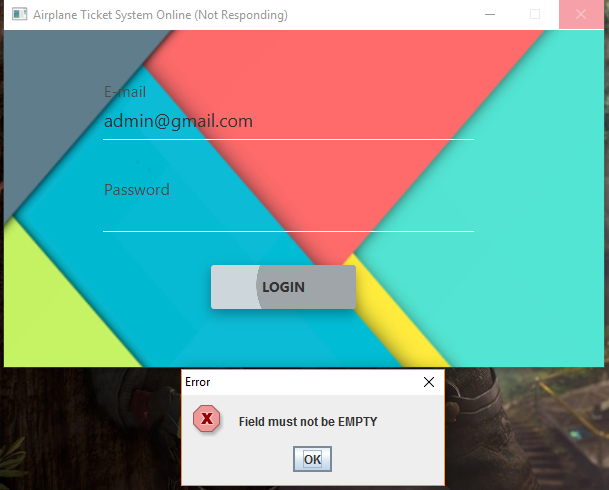 Airplane Ticket System Online (Not Responding)
E-mail
admin@gmail.com
Password
LOGIN
Error
Field must not be EMPTY
OK